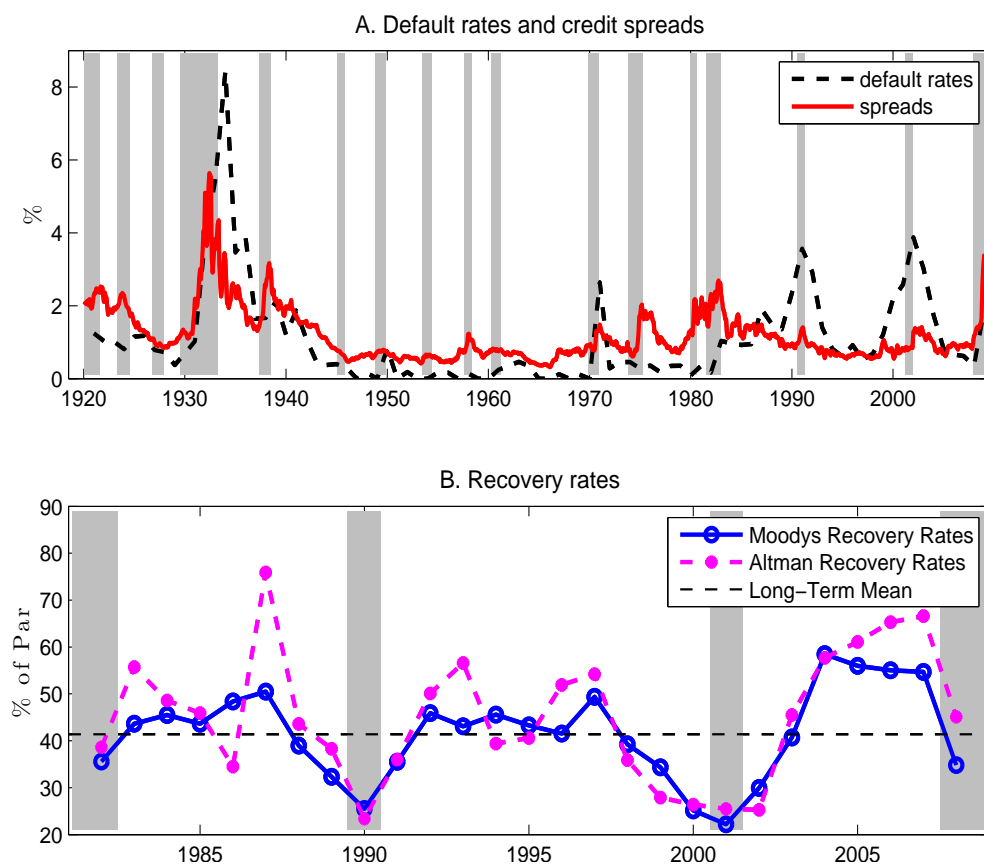 A. Default rates and credit spreads
%
8
6
4
2
0
default rates
spreads
1920 1930 1940 1950 1960 1970 1980 1990 2000
B. Recovery rates
% of Par
90
80
70
60
50
40
30
20
Moodys Recovery Rates
Altman Recovery Rates
Long−Term Mean
1985 1990 1995 2000 2005